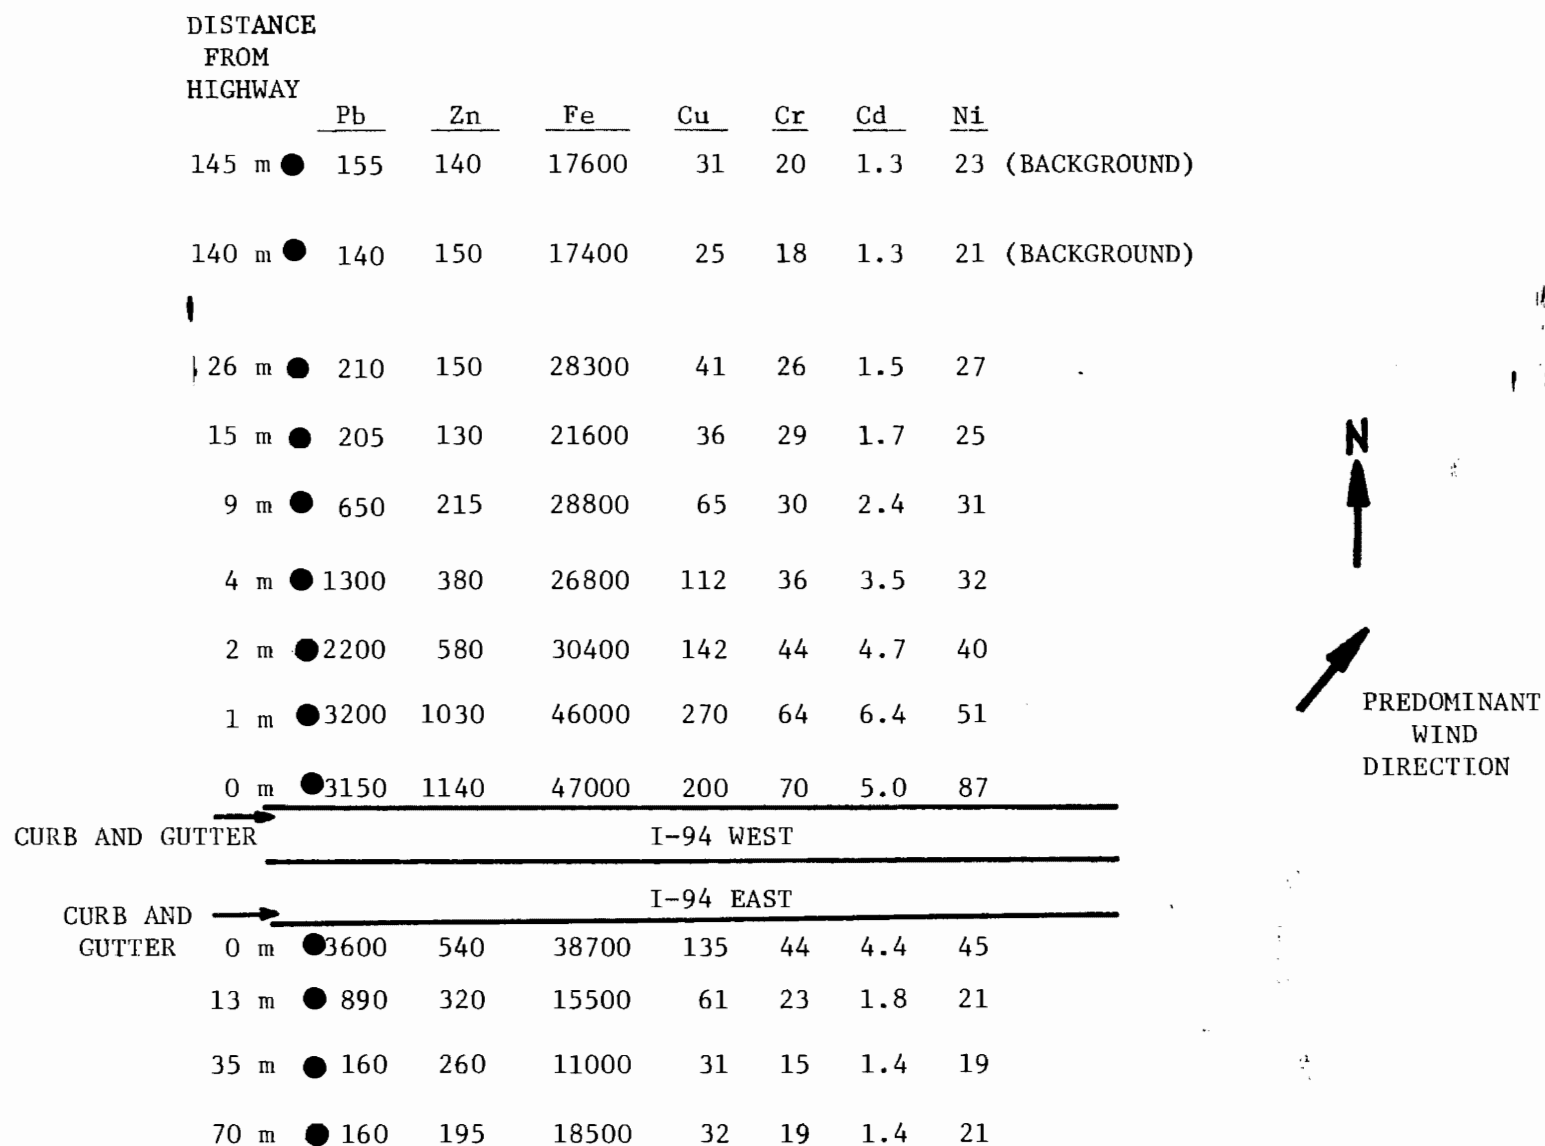 DISTANCE
FROM
HIGHWAY
Pb Zn Fe Cu Cr Cd Ni
145 m 155 140 17600 31 20 1.3 23 (BACKGROUND)
140 m 140 150 17400 25 18 1.3 21 (BACKGROUND)
26 m 210 150 28300 41 26 1.5 27
15 m 205 130 21600 36 29 1.7 25
N
9 m 650 215 28800 65 30 2.4 31
4 m 1300 380 26800 112 36 3.5 32
2 m 2200 580 30400 142 44 4.7 40
1 m 3200 1030 46000 270 64 6.4 51
PREDOMINANT
WIND
DIRECTION
0 m 3150 1140 47000 200 70 5.0 87
CURB AND GUTTER I-94 WEST
I-94 EAST
CURB AND
GUTTER 0 m 3600 540 38700 135 44 4.4 45
13 m 890 320 15500 61 23 1.8 21
35 m 160 260 11000 31 15 1.4 19
70 m 160 195 18500 32 19 1.4 21